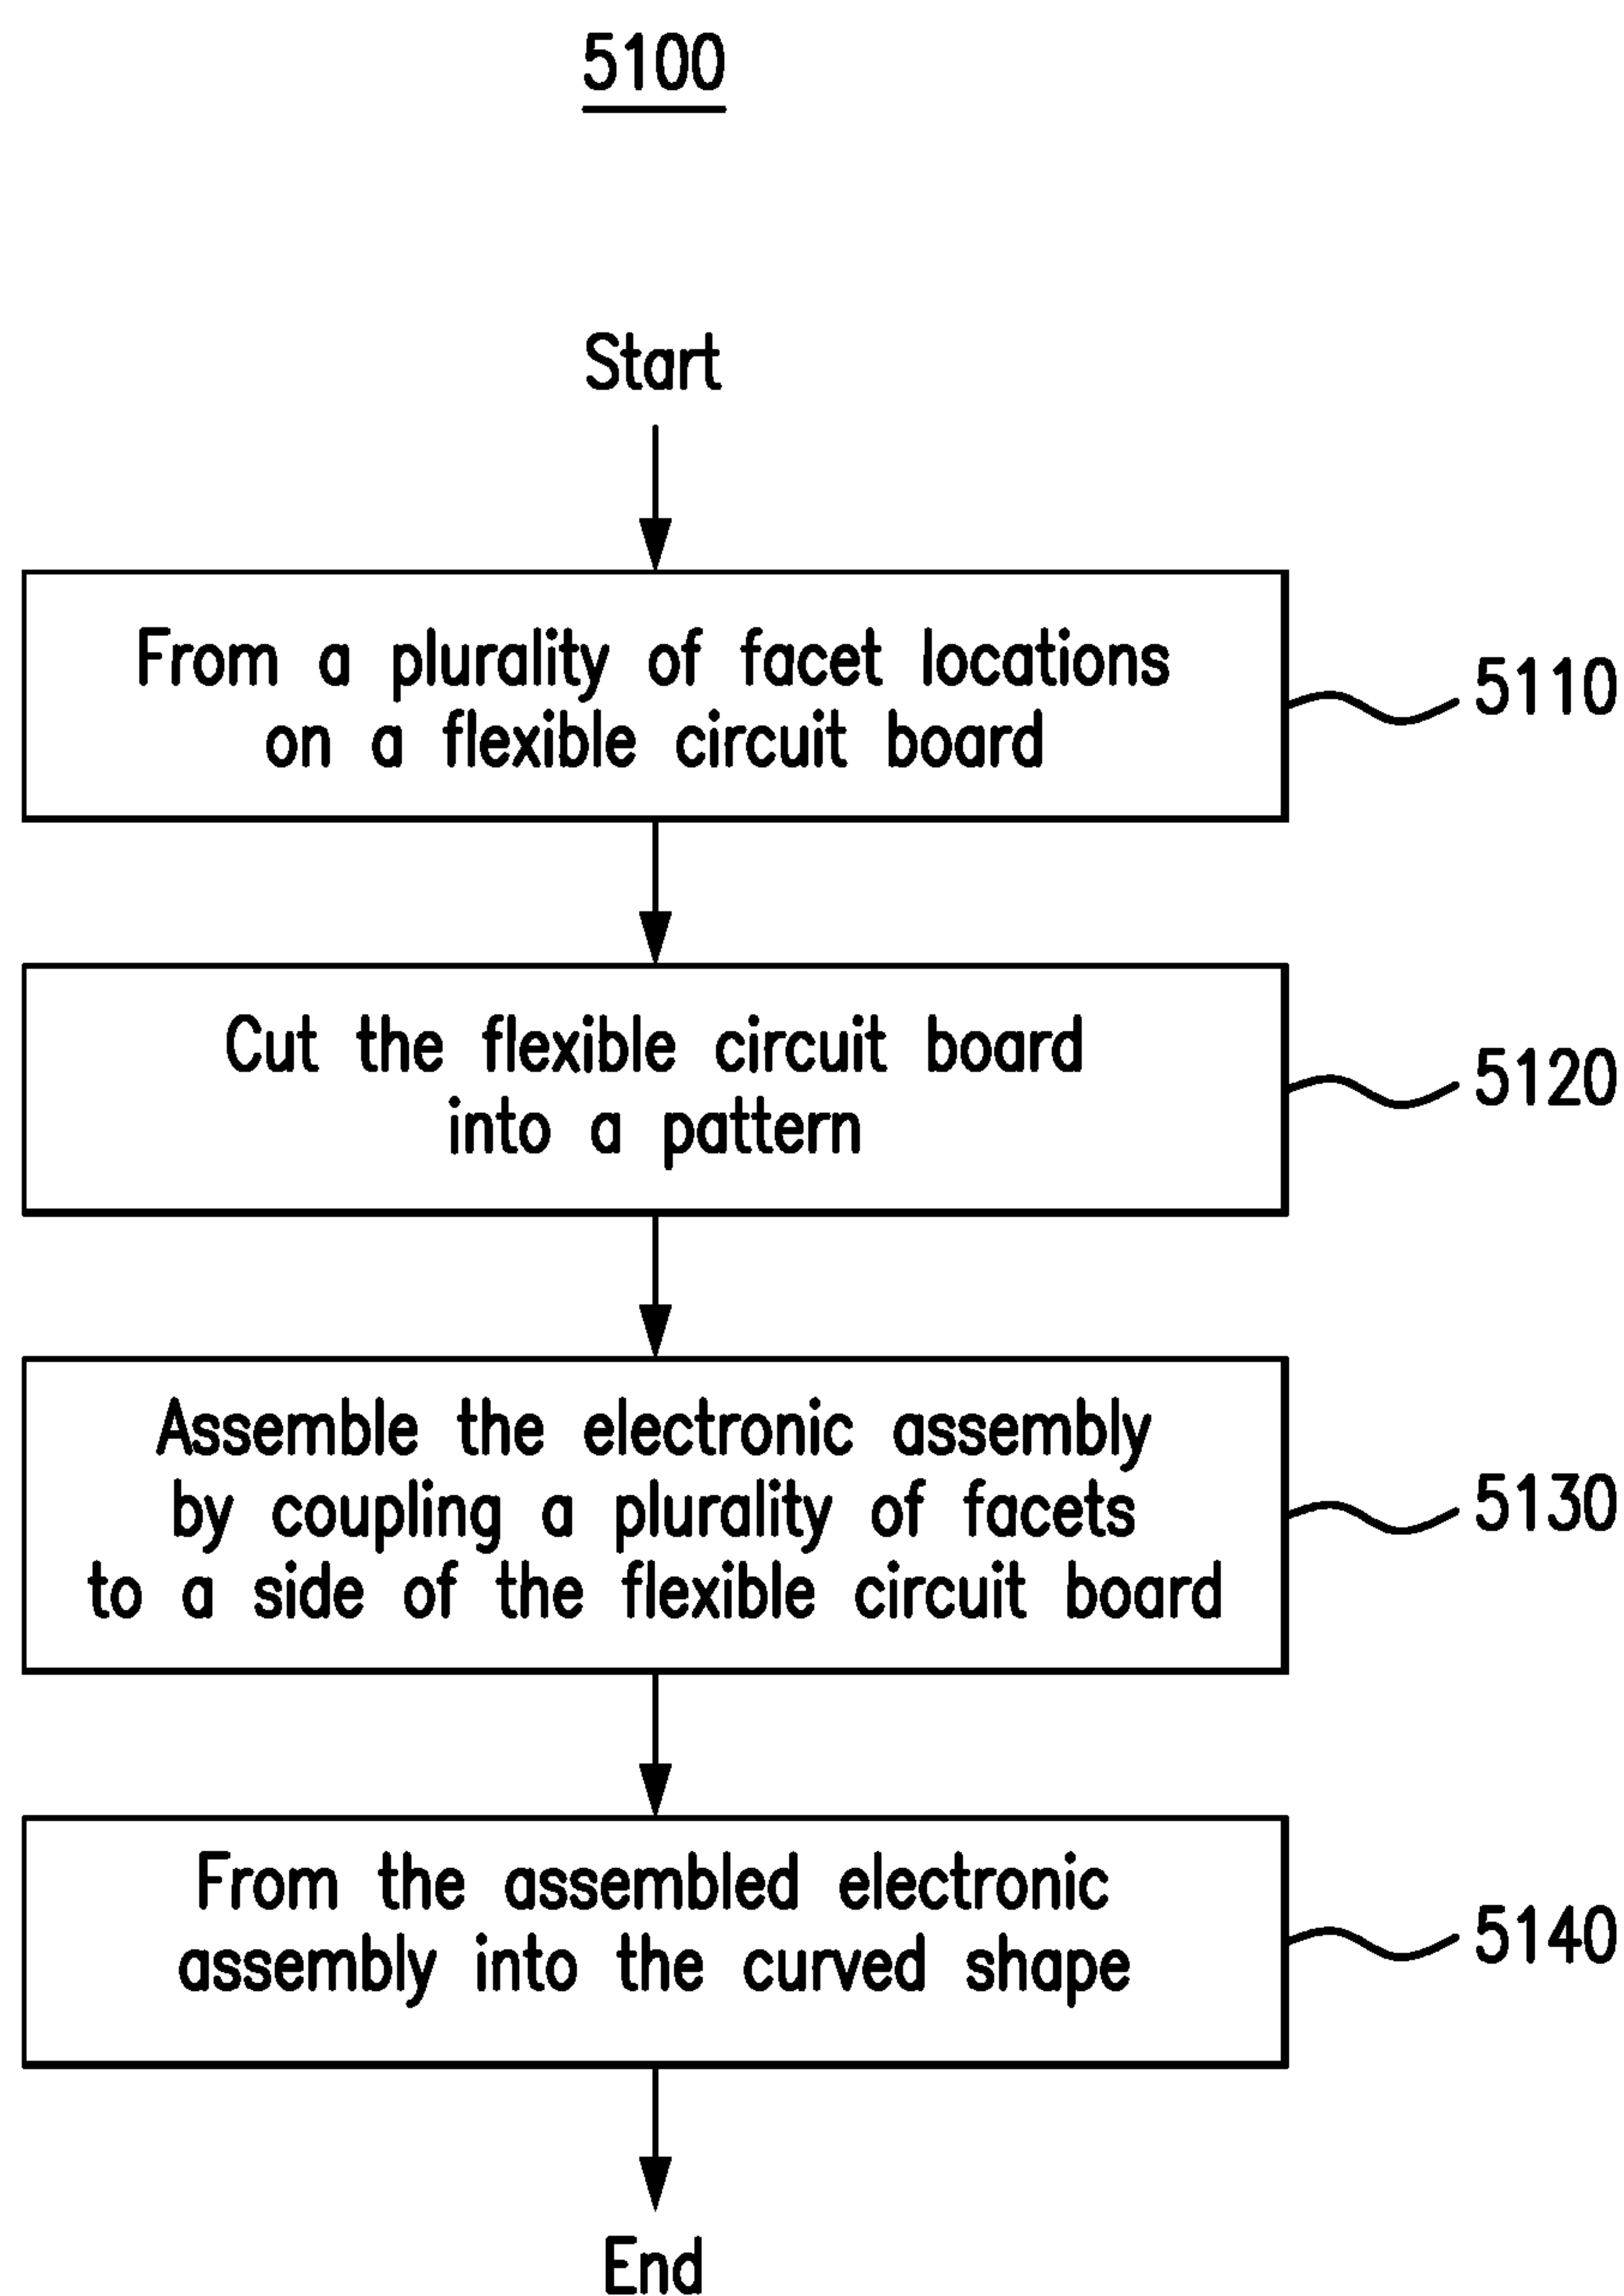 5100
Start
From a plurality of facet locations
on a flexible circuit board
5110
Cut the flexible circuit board
into a pattern
5120
Assemble the electronic assembly
by coupling a plurality of facets
to a side of the flexible circuit board
5130
From the assembled electronic
assembly into the curved shape
5140
End